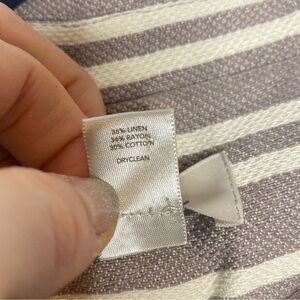 36% LINEN
34% RAYON
30% COTTON
DRYCLEAN